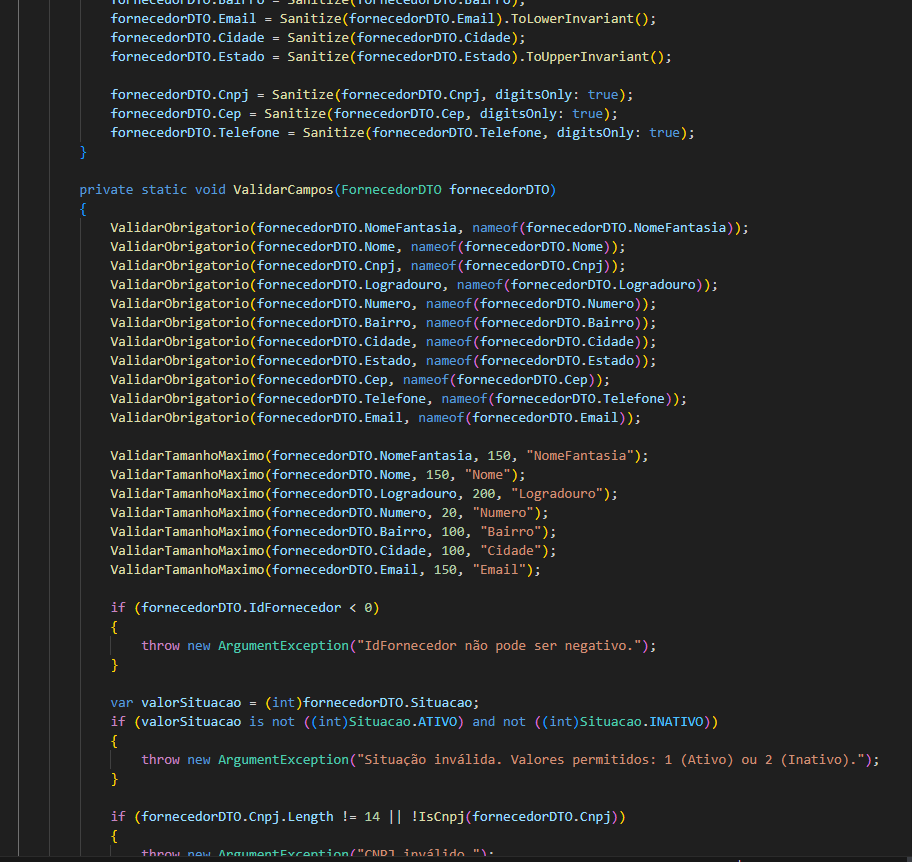 fornecedorDTO.Bairro = Sanitize(fornecedorDTO.Bairro);
fornecedorDTO.Email = Sanitize(fornecedorDTO.Email).ToLowerInvariant();
fornecedorDTO.Cidade = Sanitize(fornecedorDTO.Cidade);
fornecedorDTO.Estado = Sanitize(fornecedorDTO.Estado).ToUpperInvariant();
fornecedorDTO.Cnpj = Sanitize(fornecedorDTO.Cnpj, digitsOnly: true);
fornecedorDTO.Cep = Sanitize(fornecedorDTO.Cep, digitsOnly: true);
fornecedorDTO.Telefone = Sanitize(fornecedorDTO.Telefone, digitsOnly: true);
}
private static void ValidarCampos(FornecedorDTO fornecedorDTO)
{
ValidarObrigatorio(fornecedorDTO.NomeFantasia, nameof(fornecedorDTO.NomeFantasia));
ValidarObrigatorio(fornecedorDTO.Nome, nameof(fornecedorDTO.Nome));
ValidarObrigatorio(fornecedorDTO.Cnpj, nameof(fornecedorDTO.Cnpj));
ValidarObrigatorio(fornecedorDTO.Logradouro, nameof(fornecedorDTO.Logradouro));
ValidarObrigatorio(fornecedorDTO.Numero, nameof(fornecedorDTO.Numero));
ValidarObrigatorio(fornecedorDTO.Bairro, nameof(fornecedorDTO.Bairro));
ValidarObrigatorio(fornecedorDTO.Cidade, nameof(fornecedorDTO.Cidade));
ValidarObrigatorio(fornecedorDTO.Estado, nameof(fornecedorDTO.Estado));
ValidarObrigatorio(fornecedorDTO.Cep, nameof(fornecedorDTO.Cep));
ValidarObrigatorio(fornecedorDTO.Telefone, nameof(fornecedorDTO.Telefone));
ValidarObrigatorio(fornecedorDTO.Email, nameof(fornecedorDTO.Email));
ValidarTamanhoMaximo(fornecedorDTO.NomeFantasia, 150, "NomeFantasia");
ValidarTamanhoMaximo(fornecedorDTO.Nome, 150, "Nome");
ValidarTamanhoMaximo(fornecedorDTO.Logradouro, 200, "Logradouro");
ValidarTamanhoMaximo(fornecedorDTO.Numero, 20, "Numero");
ValidarTamanhoMaximo(fornecedorDTO.Bairro, 100, "Bairro");
ValidarTamanhoMaximo(fornecedorDTO.Cidade, 100, "Cidade");
ValidarTamanhoMaximo(fornecedorDTO.Email, 150, "Email");
if (fornecedorDTO.IdFornecedor < 0)
{
throw new ArgumentException("IdFornecedor não pode ser negativo.");
}
var valorSituacao = (int)fornecedorDTO.Situacao;
if (valorSituacao is not ((int)Situacao.ATIVO) and not ((int)Situacao.INATIVO))
{
throw new ArgumentException("Situação inválida. Valores permitidos: 1 (Ativo) ou 2 (Inativo).");
}
if (fornecedorDTO.Cnpj.Length != 14 || !IsCnpj(fornecedorDTO.Cnpj))
{
throw new ArgumentException("CNPJ inválido.");